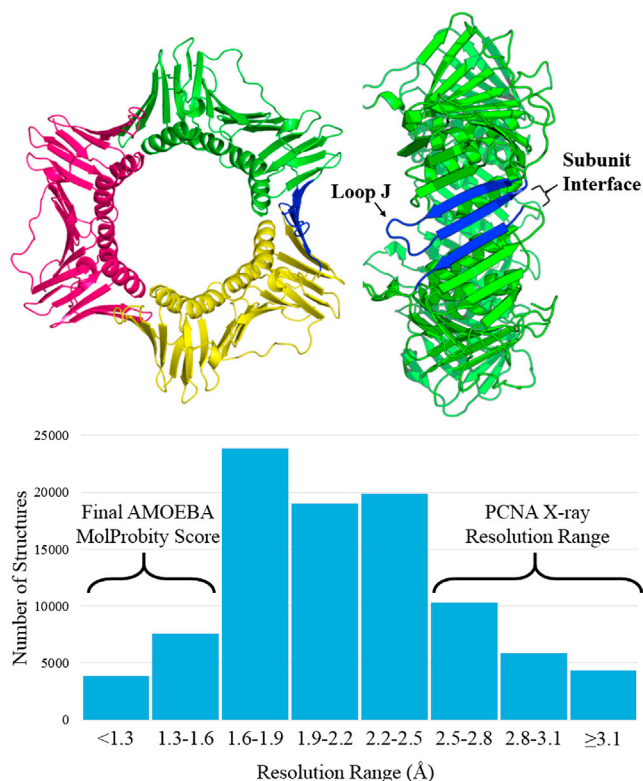 Loop J
Subunit
Interface
25000
20000
15000
10000
5000
0
Number of Structures
Final AMOEBA
MolProbity Score
PCNA X-ray
Resolution Range
<1.3
1.3-1.6
1.6-1.9
1.9-2.2
2.2-2.5
2.5-2.8
2.8-3.1
≥3.1
Resolution Range (Å)